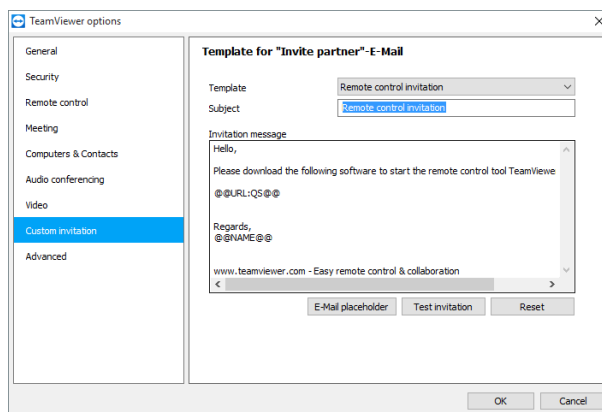 TeamViewer options
General
Security
Remote control
Meeting
Computers & Contacts
Audio conferencing
Video
Custom invitation
Advanced
Template for "Invite partner"-E-Mail
Template Remote control invitation
Subject Remote control invitation
Invitation message
Hello,
Please download the following software to start the remote control tool TeamViewe
@@URL:QS@@
Regards,
@@NAME@@
www.teamviewer.com - Easy remote control & collaboration
E-Mail placeholder Test invitation Reset
OK Cancel